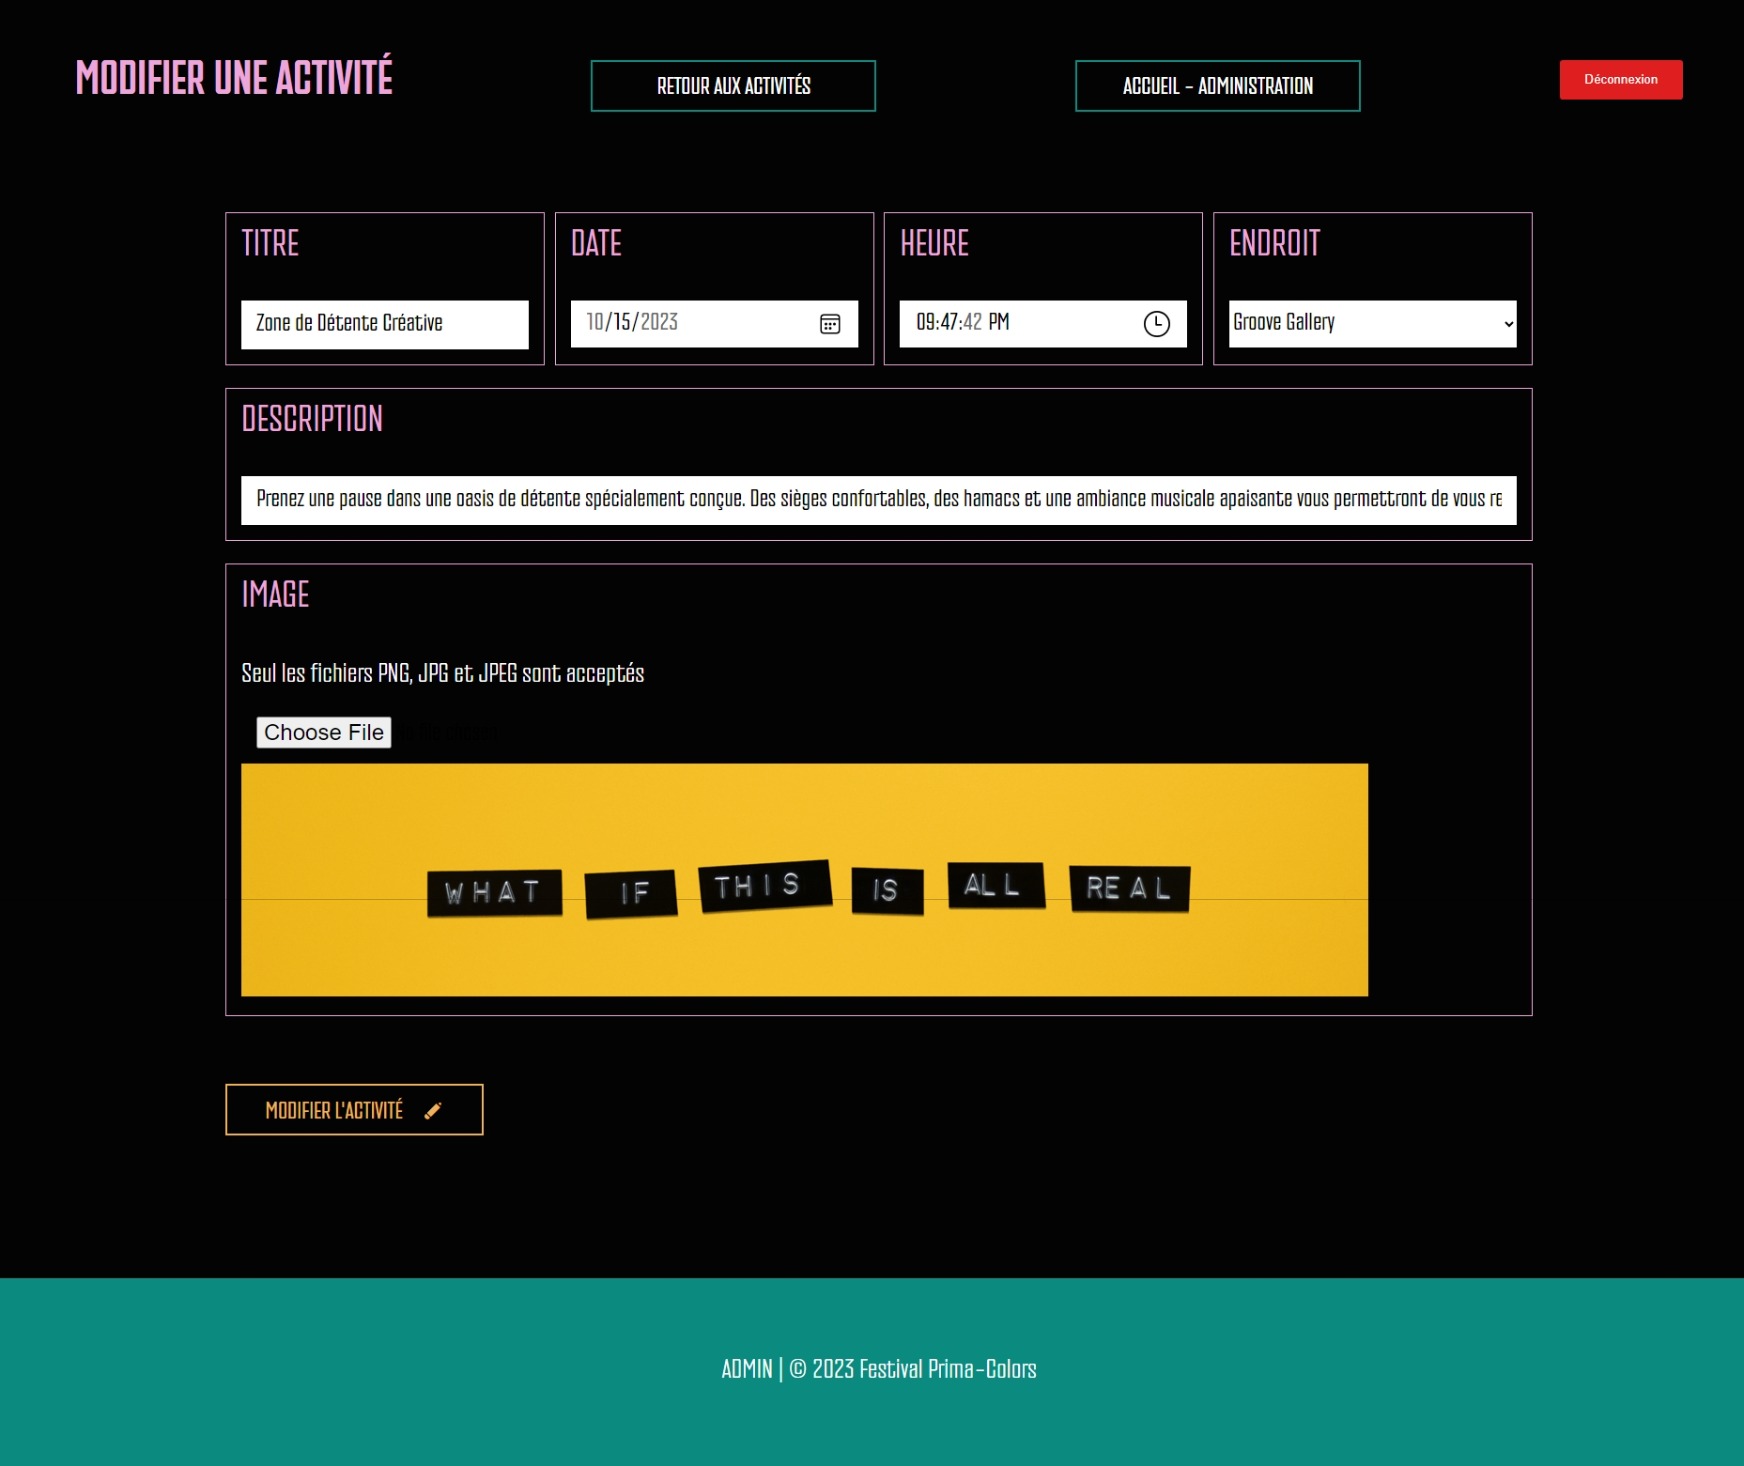 MODIFIER UNE ACTIVITÉ
RETOUR AUX ACTIVITÉS
ACCUEIL - ADMINISTRATION
Déconnexion
TITRE
DATE
HEURE
ENDROIT
Zone de Détente Créative
10/15/2023
09:47:42 PM
Groove Gallery
DESCRIPTION
Prenez une pause dans une oasis de détente spécialement conçue. Des sièges confortables, des hamacs et une ambiance musicale apaisante vous permettront de vous re
IMAGE
Seul les fichiers PNG, JPG et JPEG sont acceptés
Choose File
WHAT IF THIS IS ALL REAL
MODIFIER L'ACTIVITÉ
ADMIN | © 2023 Festival Prima-Colors